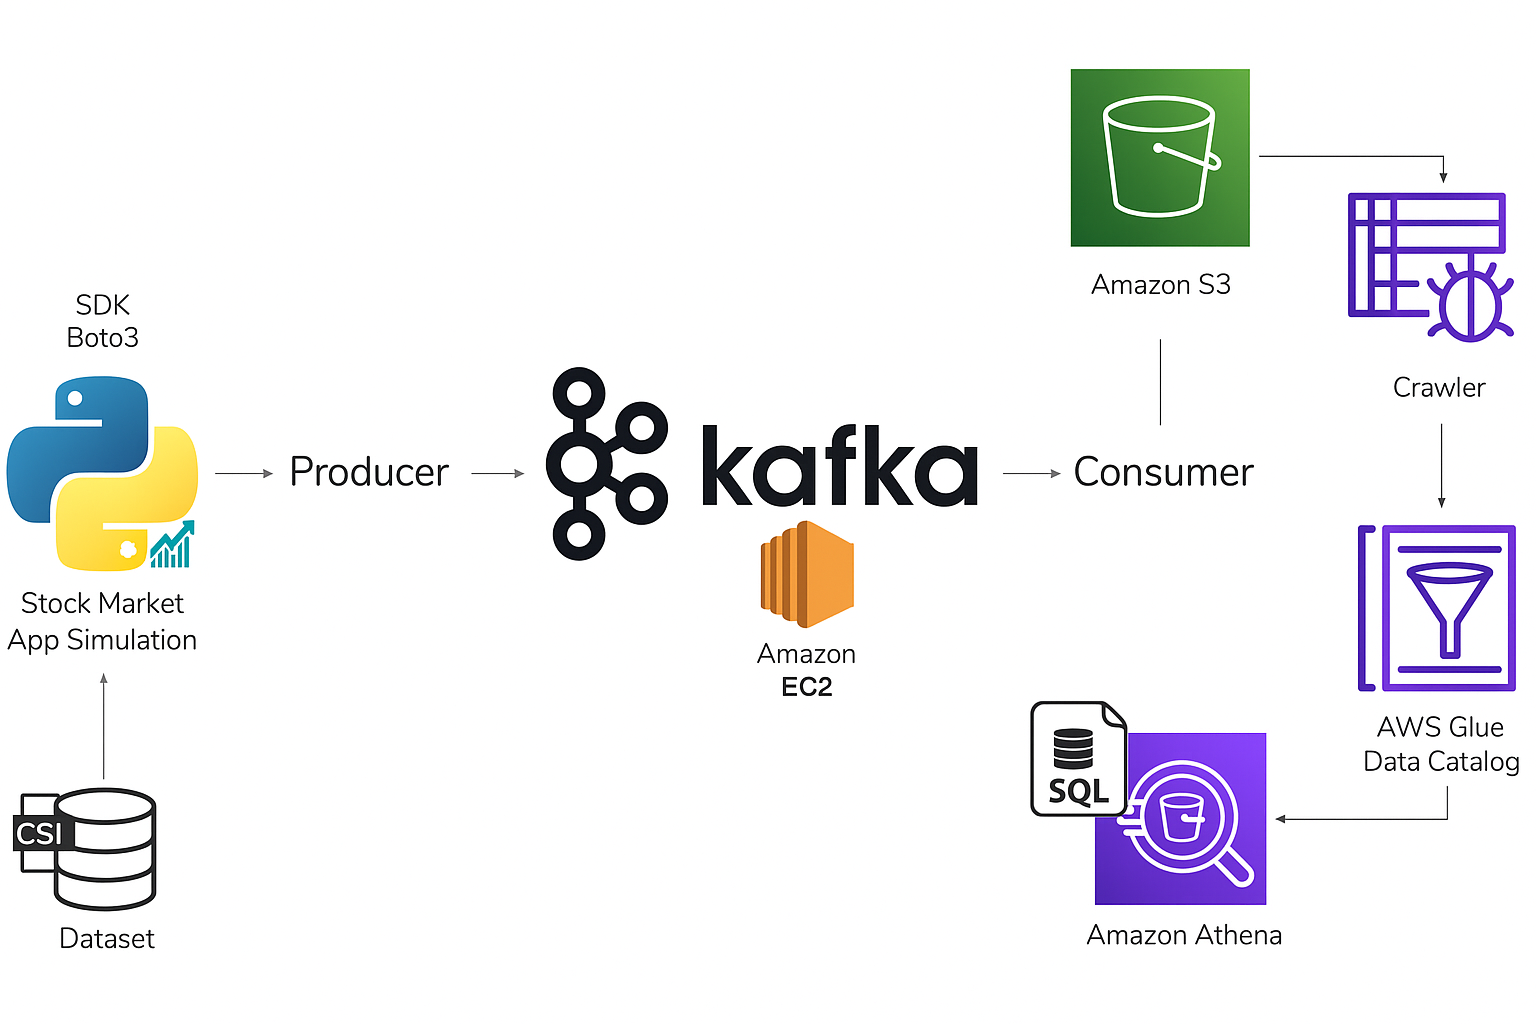 SDK
Boto3
Stock Market
App Simulation
CSI
Dataset
Producer
kafka
Amazon
EC2
Consumer
Amazon S3
Crawler
AWS Glue
Data Catalog
SQL
Amazon Athena